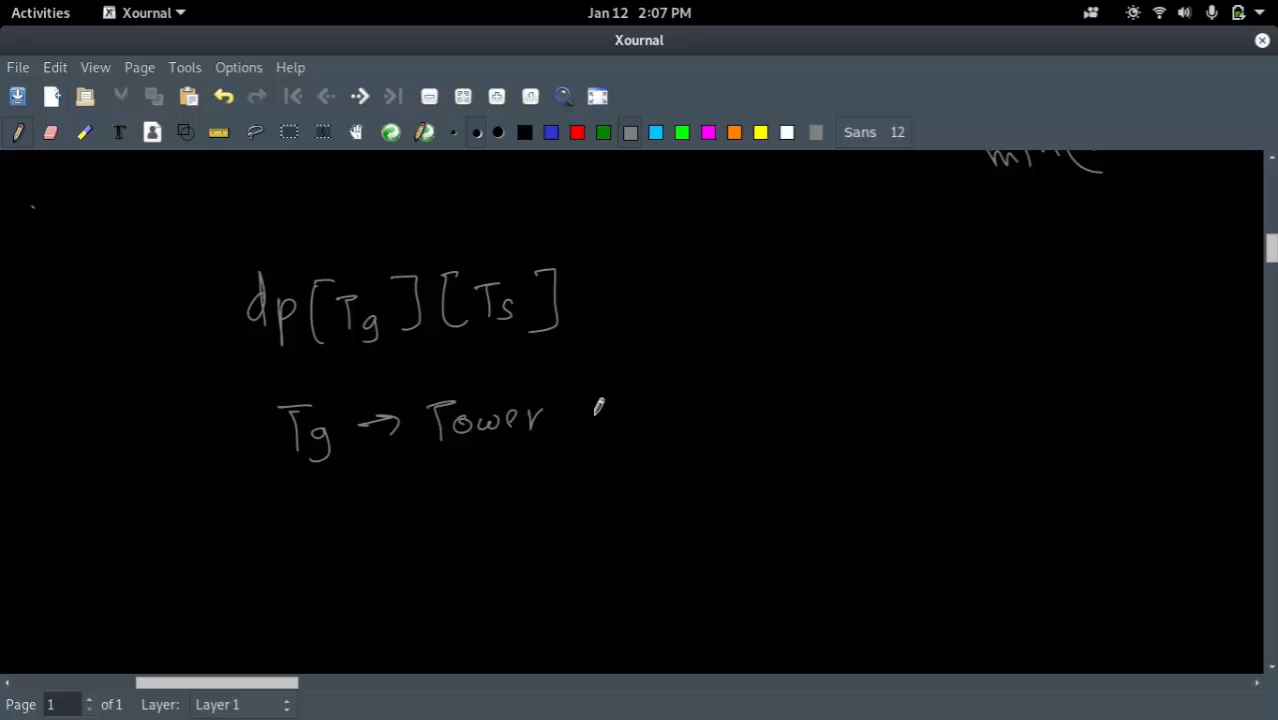 Activities Xournal Jan 12 2:07 PM
Xournal
File Edit View Page Tools Options Help
Sans 12
min(
dp[Tg][Ts]
Tg → Tower
Page 1 of 1 Layer: Layer 1